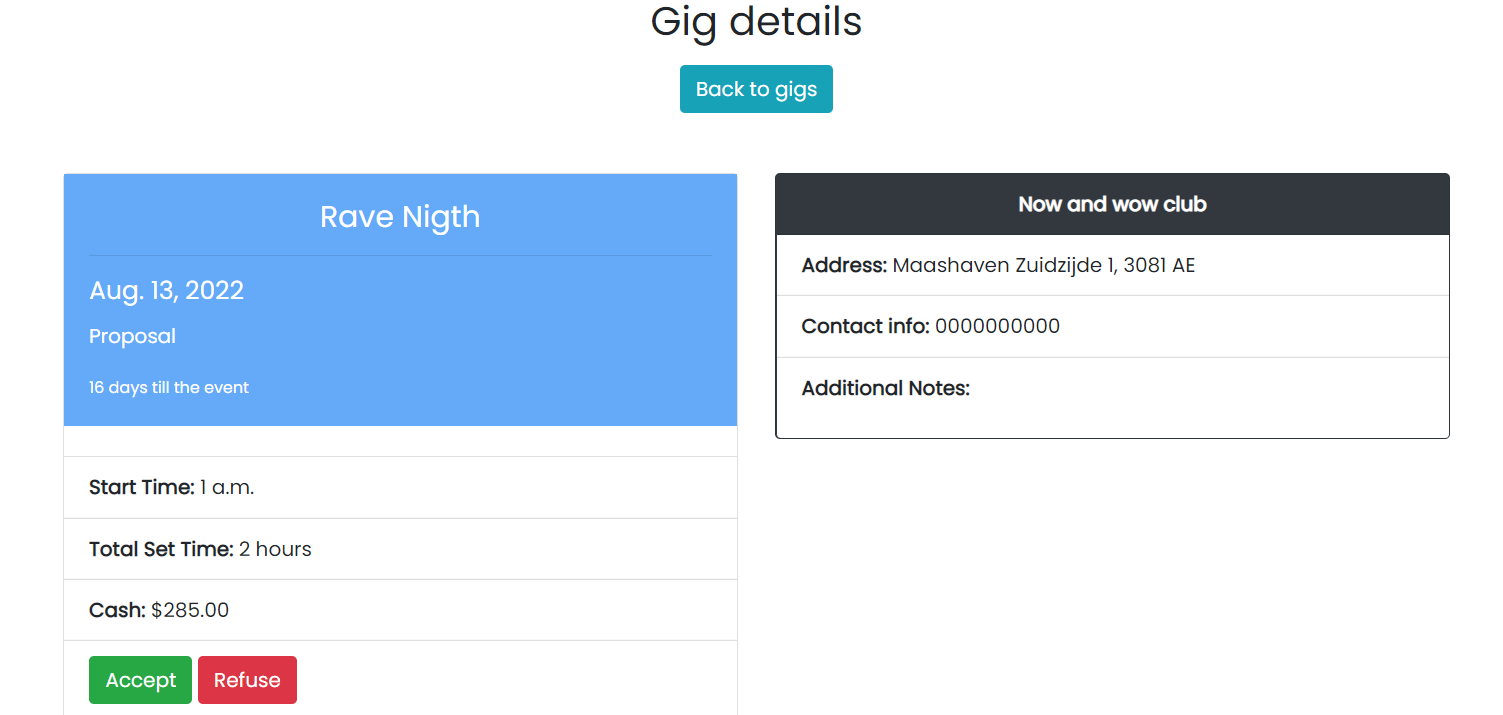 Gig details
Back to gigs
Rave Nigth
Aug. 13, 2022
Proposal
16 days till the event
Start Time: 1 a.m.
Total Set Time: 2 hours
Cash: $285.00
Accept Refuse
Now and wow club
Address: Maashaven Zuidzijde 1, 3081 AE
Contact info: 0000000000
Additional Notes: